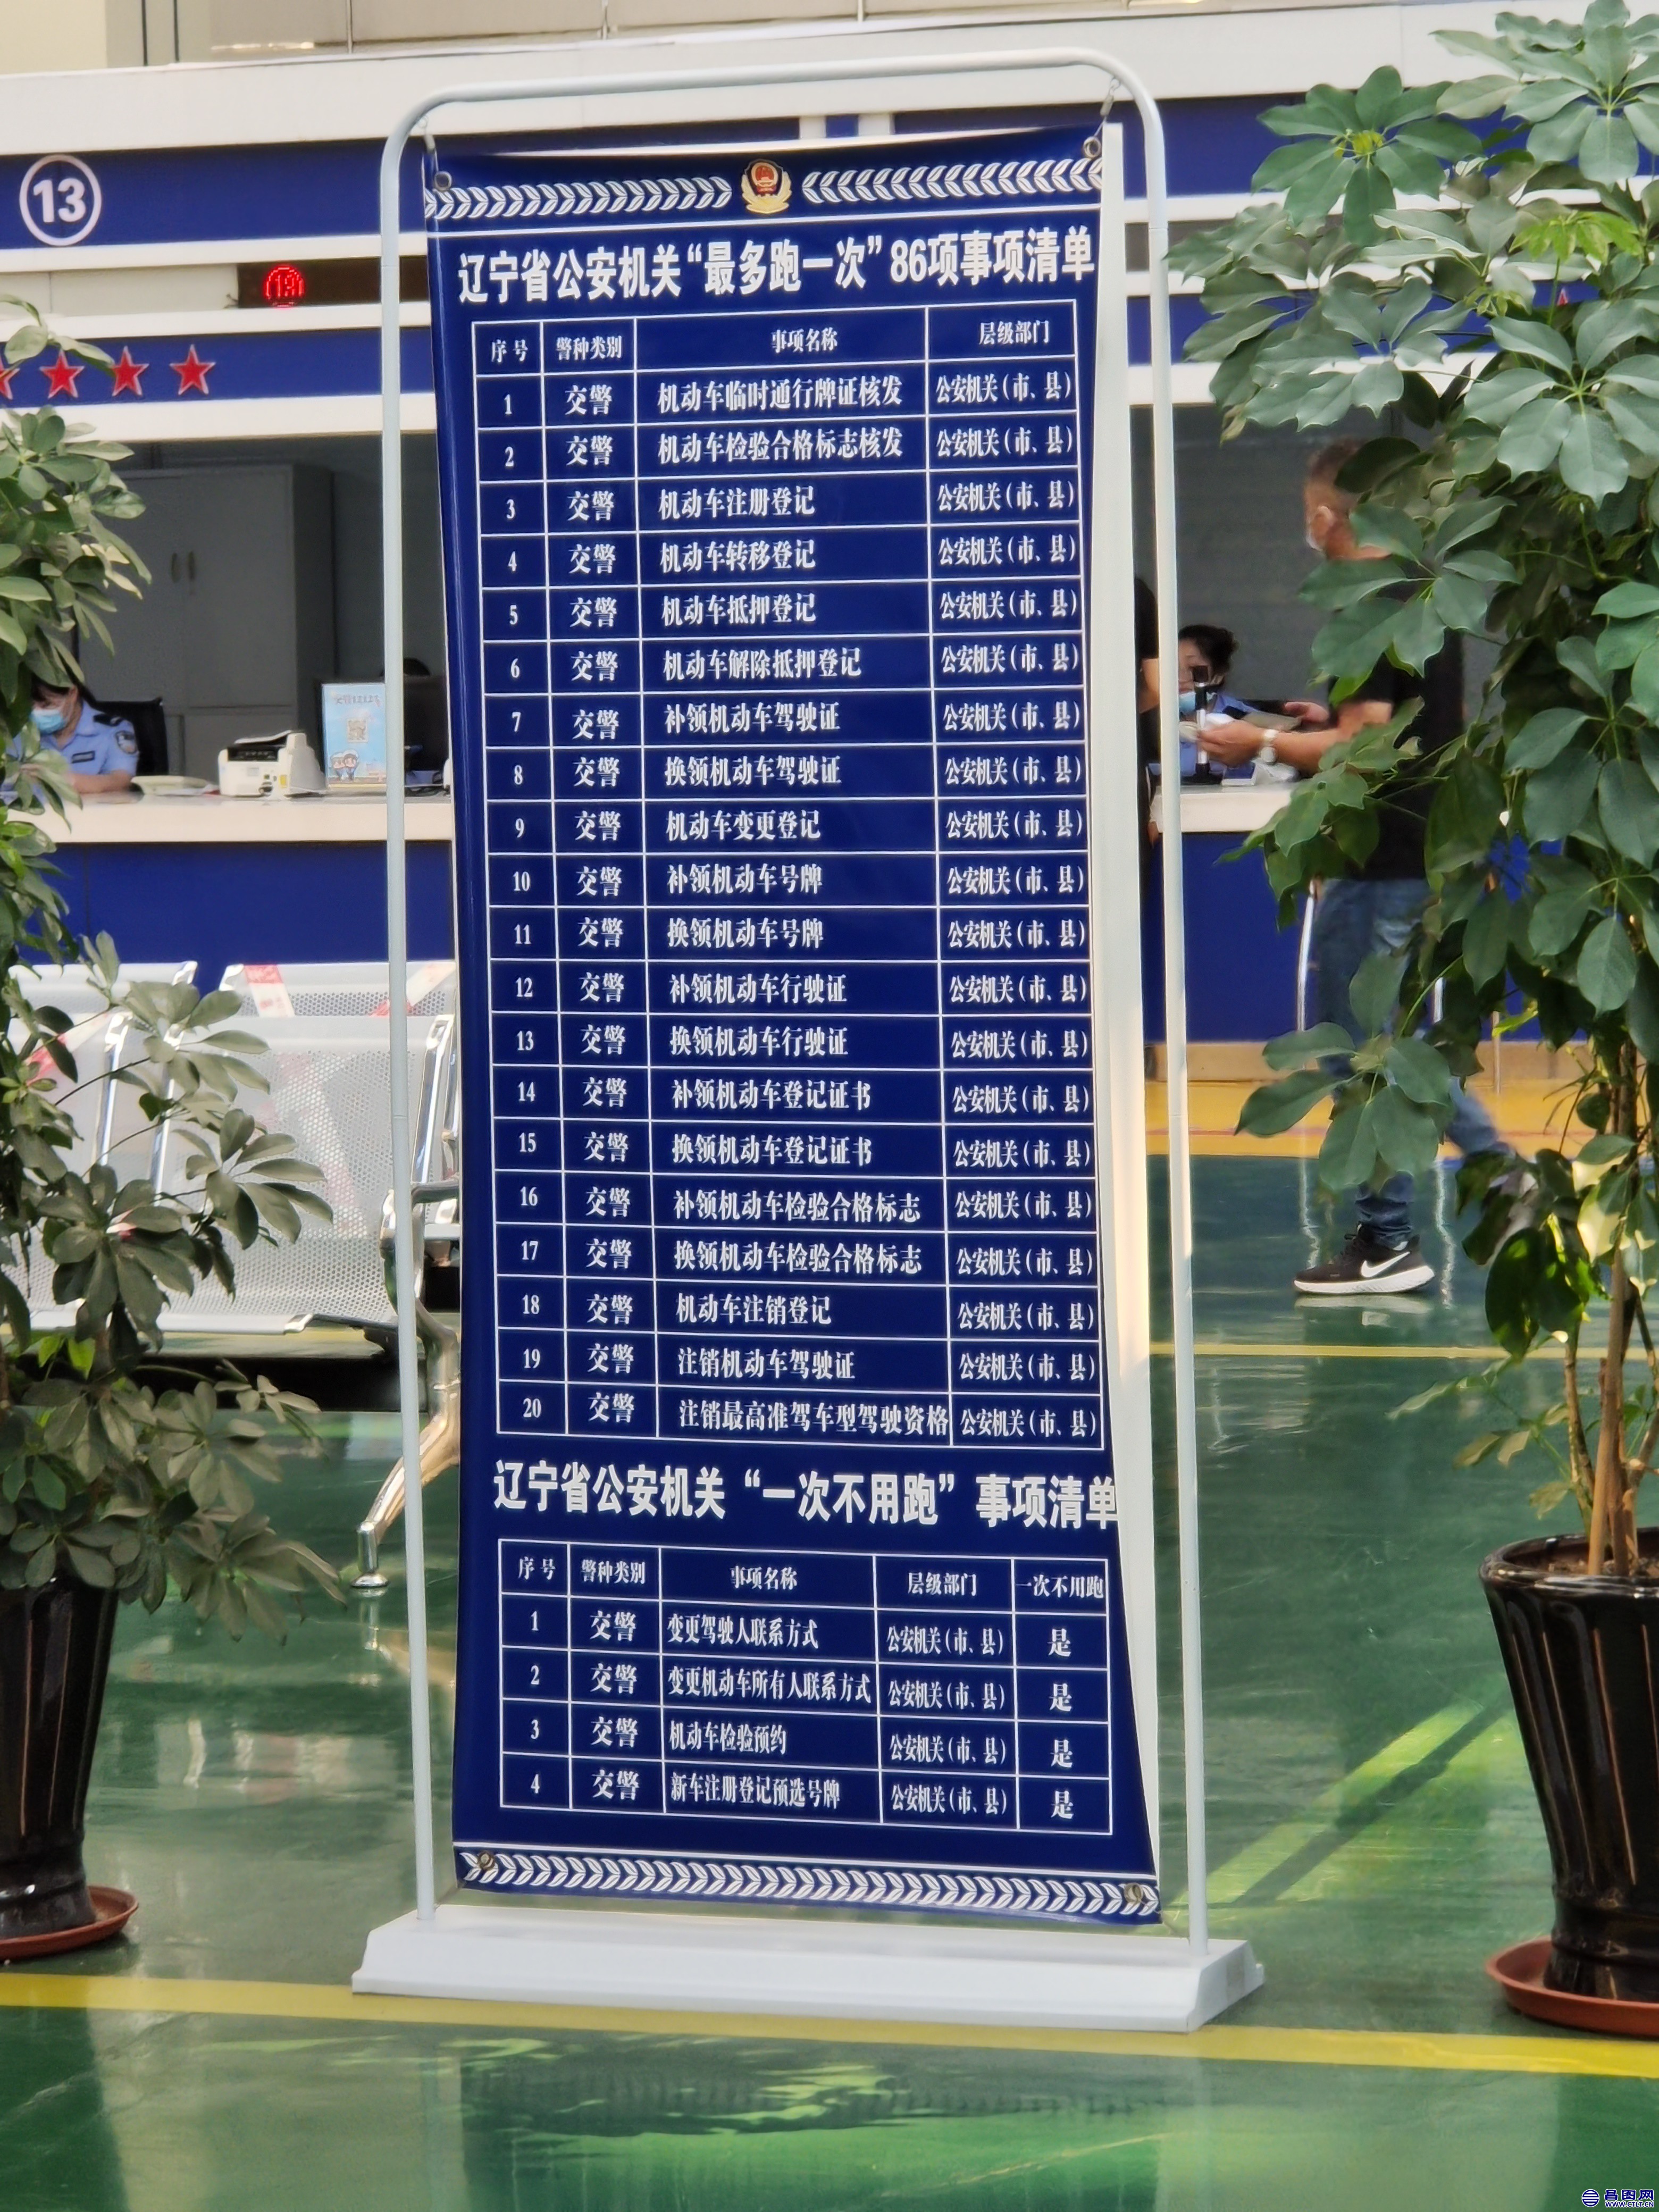 13
13
辽宁省公安机关“最多跑一次”86项事项清单
序号 警种类别 事项名称 层级部门
1 交警 机动车临时通行牌证核发 公安机关(市、县)
2 交警 机动车检验合格标志核发 公安机关(市、县)
3 交警 机动车注册登记 公安机关(市、县)
4 交警 机动车转移登记 公安机关(市、县)
5 交警 机动车抵押登记 公安机关(市、县)
6 交警 机动车解除抵押登记 公安机关(市、县)
7 交警 补领机动车驾驶证 公安机关(市、县)
8 交警 换领机动车驾驶证 公安机关(市、县)
9 交警 机动车变更登记 公安机关(市、县)
10 交警 补领机动车号牌 公安机关(市、县)
11 交警 换领机动车号牌 公安机关(市、县)
12 交警 补领机动车行驶证 公安机关(市、县)
13 交警 换领机动车行驶证 公安机关(市、县)
14 交警 补领机动车登记证书 公安机关(市、县)
15 交警 换领机动车登记证书 公安机关(市、县)
16 交警 补领机动车检验合格标志 公安机关(市、县)
17 交警 换领机动车检验合格标志 公安机关(市、县)
18 交警 机动车注销登记 公安机关(市、县)
19 交警 注销机动车驾驶证 公安机关(市、县)
20 交警 注销最高准驾车型驾驶资格 公安机关(市、县)
辽宁省公安机关“一次不用跑”事项清单
序号 警种类别 事项名称 层级部门 一次不用跑
1 交警 变更驾驶人联系方式 公安机关(市、县) 是
2 交警 变更机动车所有人联系方式 公安机关(市、县) 是
3 交警 机动车检验预约 公安机关(市、县) 是
4 交警 新车注册登记预选号牌 公安机关(市、县) 是
昌图网
WWW.CTLT.CN